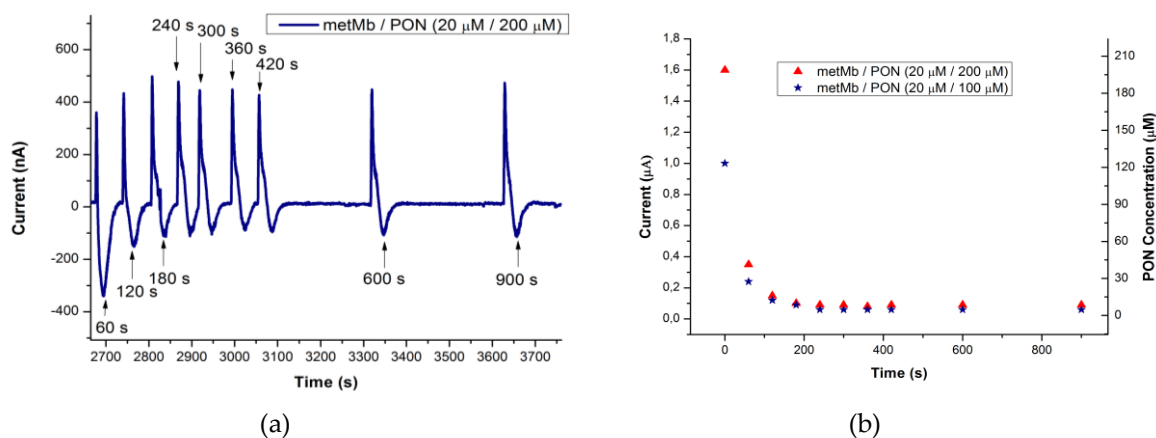 metMb / PON (20 μM / 200 μM)
240 s
300 s
360 s
420 s
600
400
200
0
-200
-400
Current (nA)
60 s
120 s
180 s
600 s
900 s
2700 2800 2900 3000 3100 3200 3300 3400 3500 3600 3700
Time (s)
(a)
metMb / PON (20 μM / 200 μM)
metMb / PON (20 μM / 100 μM)
1,8
1,6
1,4
1,2
1,0
0,8
0,6
0,4
0,2
0,0
Current (μA)
210
180
150
120
90
60
30
0
PON Concentration (μM)
0 200 400 600 800
Time (s)
(b)